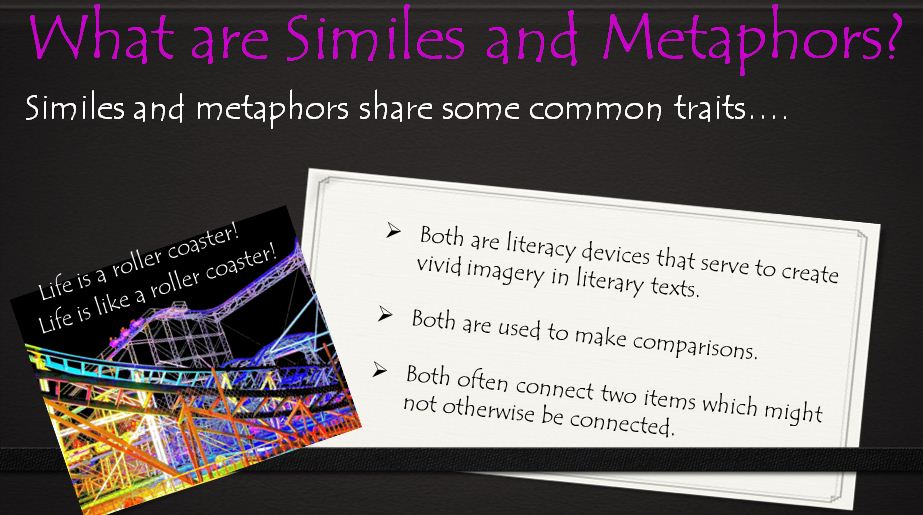 What are Similes and Metaphors?
Similes and metaphors share some common traits....
Life is a roller coaster!
Life is like a roller coaster!
➢ Both are literacy devices that serve to create
vivid imagery in literary texts.
➢ Both are used to make comparisons.
➢ Both often connect two items which might
not otherwise be connected.